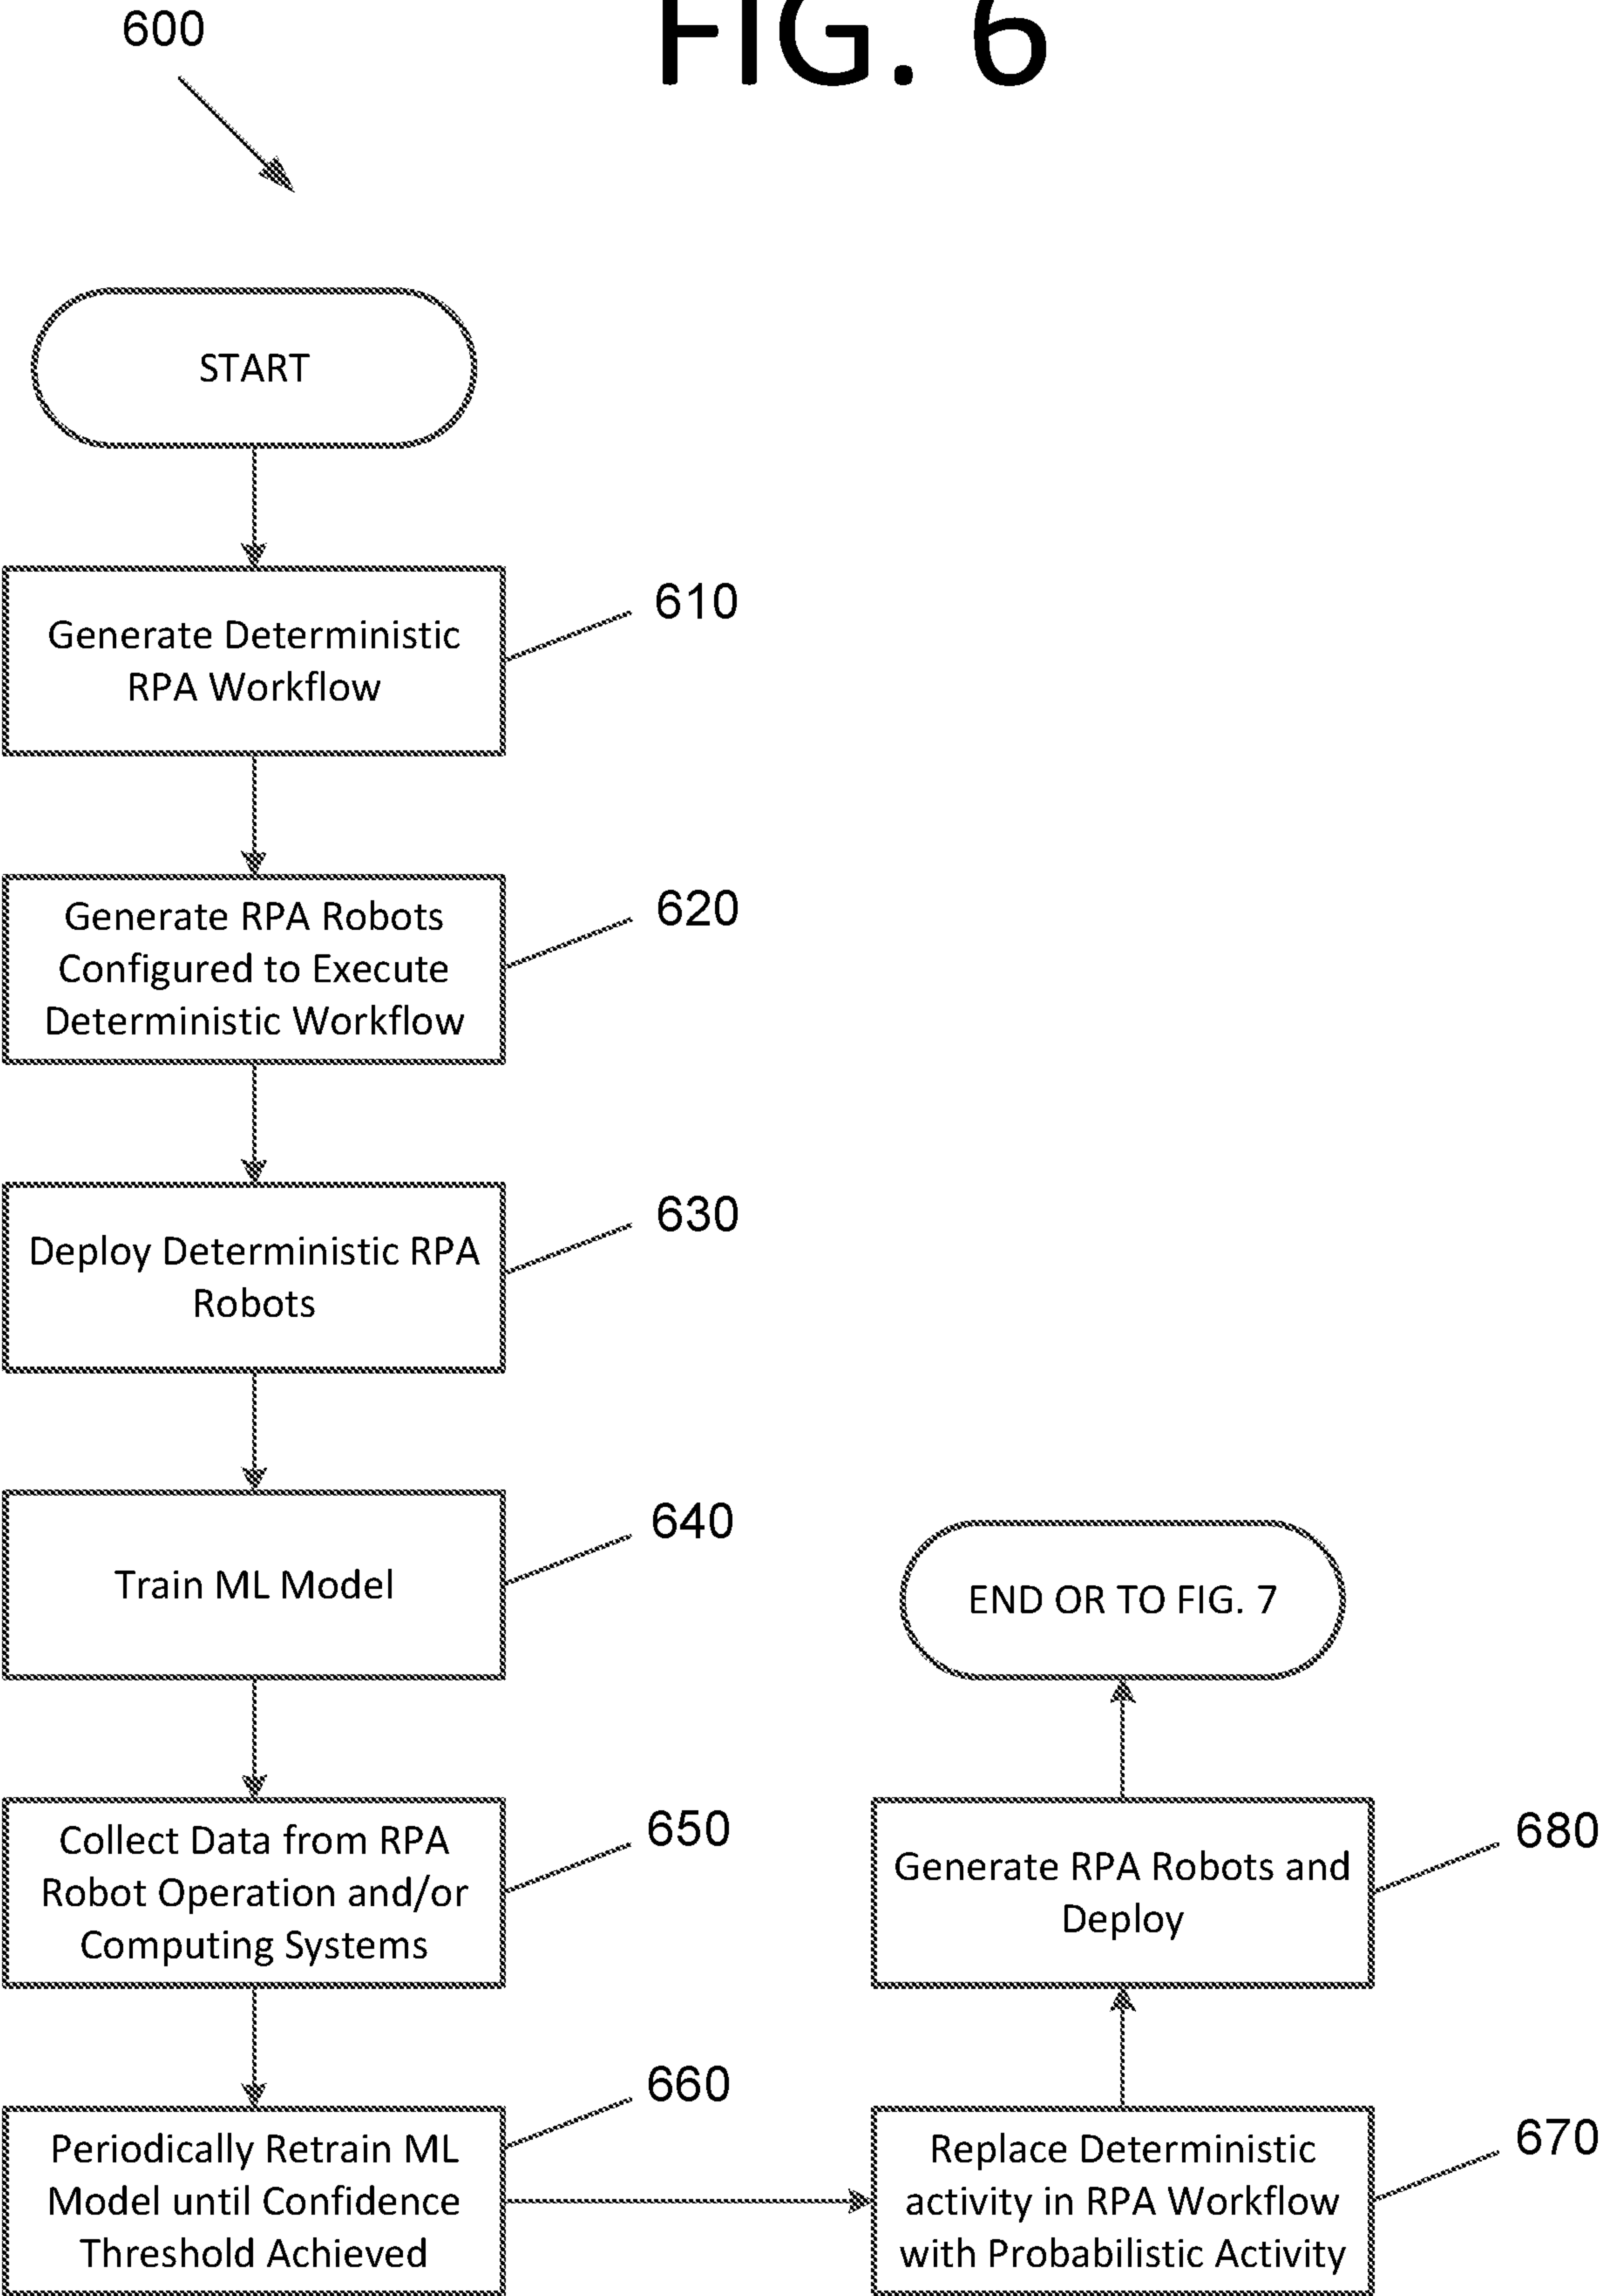 600
FIG. 6
START
Generate Deterministic
RPA Workflow
610
Generate RPA Robots
Configured to Execute
Deterministic Workflow
620
Deploy Deterministic RPA
Robots
630
Train ML Model
640
Collect Data from RPA
Robot Operation and/or
Computing Systems
650
Periodically Retrain ML
Model until Confidence
Threshold Achieved
660
Replace Deterministic
activity in RPA Workflow
with Probabilistic Activity
670
Generate RPA Robots and
Deploy
680
END OR TO FIG. 7